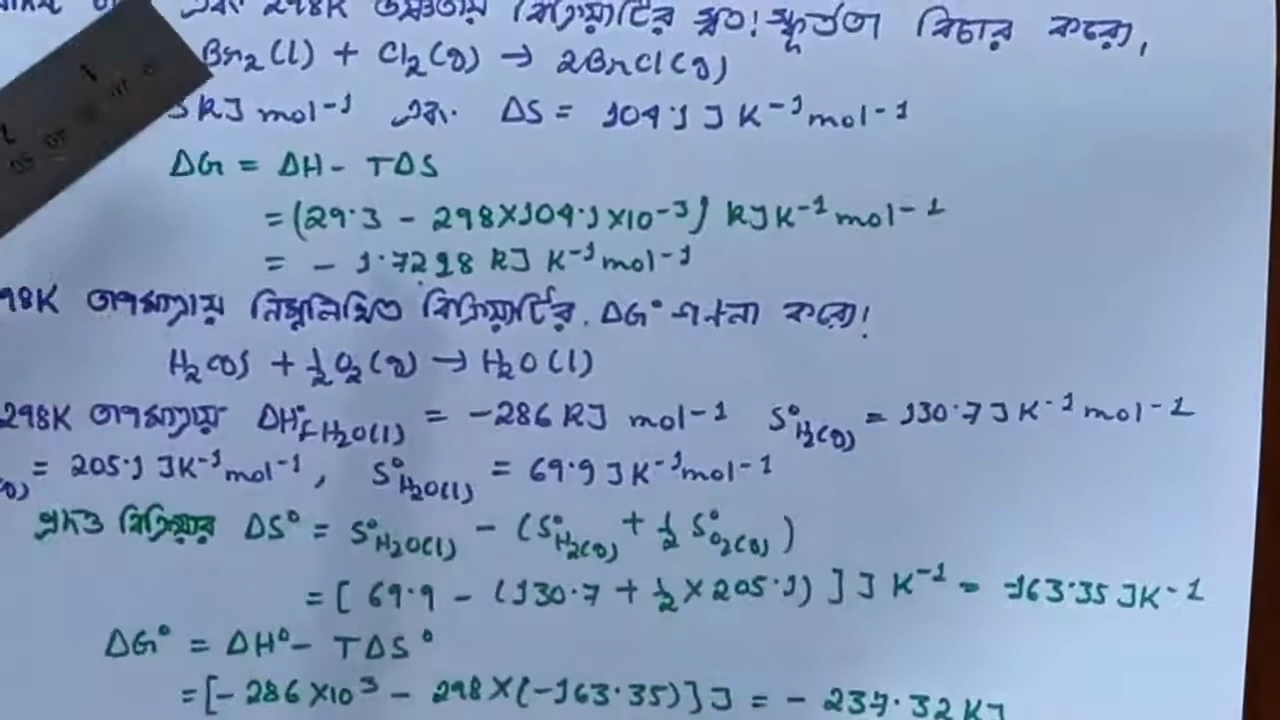 এবং 298K উষ্ণতায় বিক্রিয়াটির স্বতঃস্ফূর্ততা বিচার করো,
Br₂(l) + Cl₂(g) → 2BrCl(g)
3 kJ mol-1 এবং ΔS = 104.1 J K-1 mol-1
ΔG = ΔH - TΔS
= (29.3 - 298×104.1×10-3) kJK-1 mol-1
= - 1.7218 kJ K-1 mol-1
98K তাপমাত্রায় নিম্নলিখিত বিক্রিয়াটির ΔG° গণনা করো!
H₂(g) + ½O₂(g) → H₂O(l)
298K তাপমাত্রায় ΔH°f H₂O(l) = -286 kJ mol-1 S°H₂(g) = 130.7 J K-1 mol-1
(g) = 205.1 JK-1 mol-1, S°H₂O(l) = 69.9 JK-1 mol-1
প্রদত্ত বিক্রিয়ার ΔS° = S°H₂O(l) - (S°H₂(g) + ½ S°O₂(g))
= [ 69.9 - (130.7 + ½ × 205.1) ] J K-1 = -163.35 JK-1
ΔG° = ΔH° - TΔS°
= [- 286 ×10³ - 298 × (-163.35)] J = - 237.32 KJ